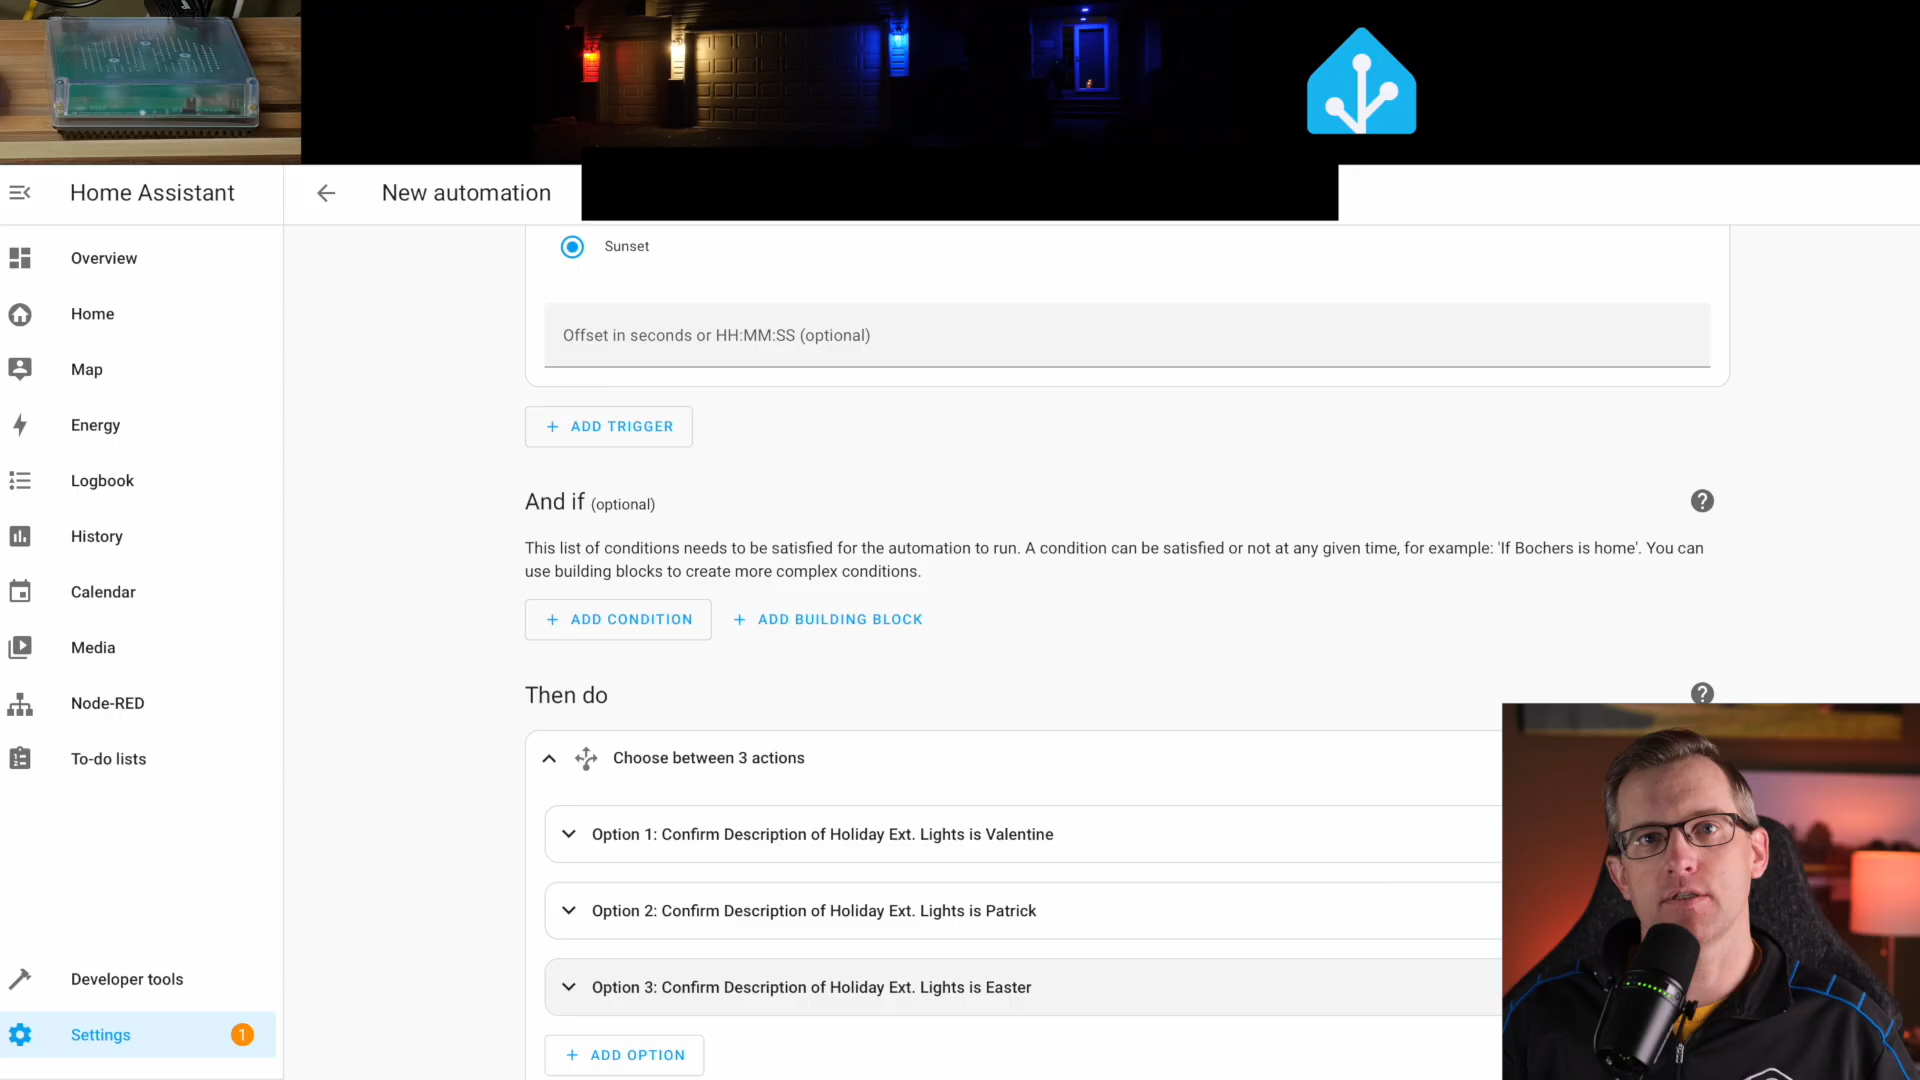 Home Assistant
New automation
Overview
Home
Map
Energy
Logbook
History
Calendar
Media
Node-RED
To-do lists
Developer tools
Settings
1
Sunset
Offset in seconds or HH:MM:SS (optional)
+ ADD TRIGGER
And if (optional)
This list of conditions needs to be satisfied for the automation to run. A condition can be satisfied or not at any given time, for example: 'If Bochers is home'. You can
use building blocks to create more complex conditions.
+ ADD CONDITION + ADD BUILDING BLOCK
Then do
Choose between 3 actions
Option 1: Confirm Description of Holiday Ext. Lights is Valentine
Option 2: Confirm Description of Holiday Ext. Lights is Patrick
Option 3: Confirm Description of Holiday Ext. Lights is Easter
+ ADD OPTION